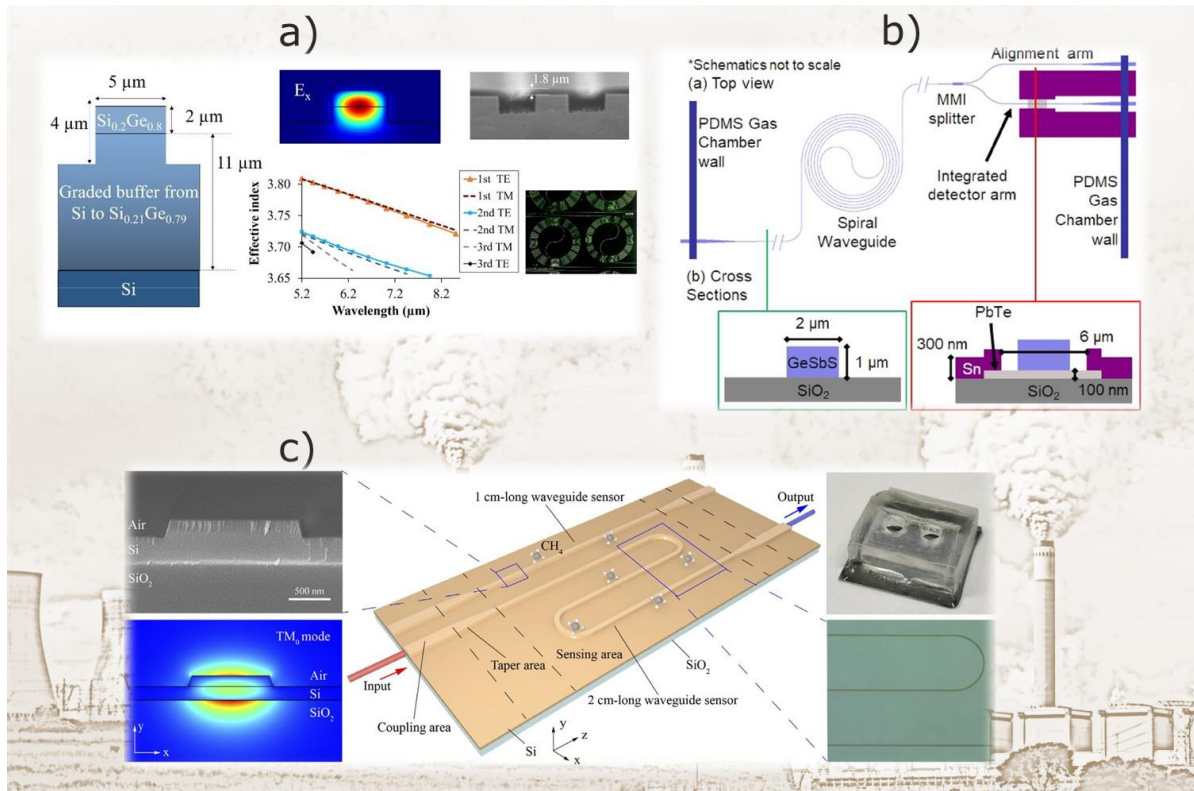 a)
5 µm
4 µm
Si0.2Ge0.8
2 µm
11 µm
Graded buffer from
Si to Si0.21Ge0.79
Si
Ex
1.8 µm
Effective index
3.80
3.75
3.70
3.65
5.2
6.2
7.2
8.2
Wavelength (µm)
1st TE
1st TM
2nd TE
-2nd TM
-3rd TM
3rd TE
b)
*Schematics not to scale
(a) Top view
Alignment arm
PDMS Gas
Chamber
wall
MMI
splitter
Integrated
detector arm
Spiral
Waveguide
PDMS
Gas
Chamber
wall
(b) Cross
Sections
2 µm
GeSbS
1 µm
SiO2
PbTe
6 µm
300 nm
Sn
SiO2
100 nm
c)
Air
Si
SiO2
500 nm
TM0 mode
Air
Si
SiO2
y
x
1 cm-long waveguide sensor
Output
CH4
Taper area
Sensing area
SiO2
Input
Coupling area
2 cm-long waveguide sensor
Si
y
z
x